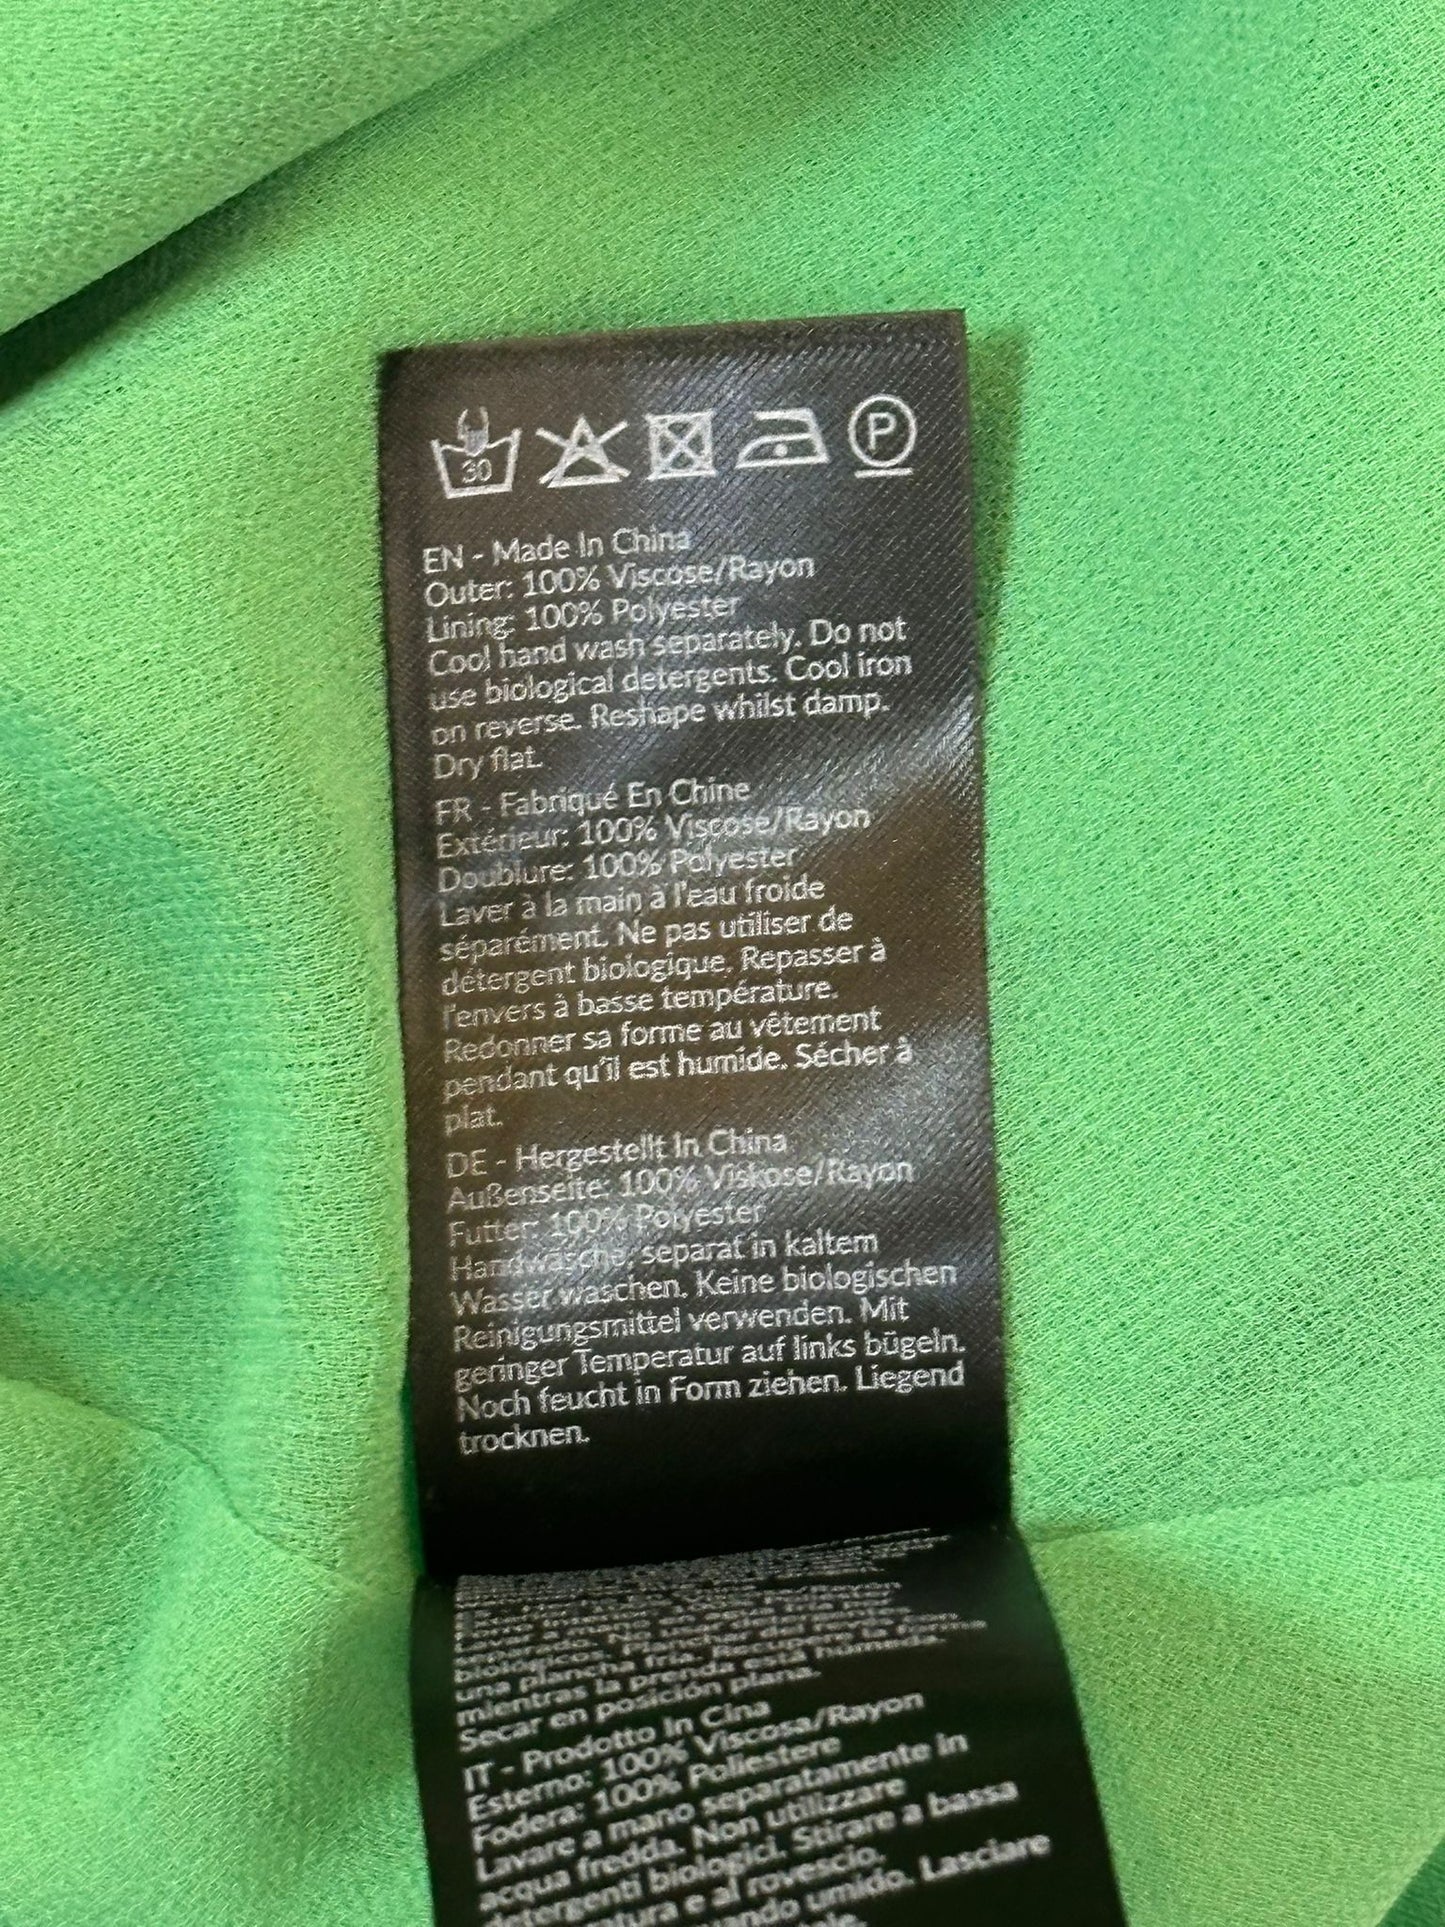 30
P
EN - Made In China
Outer: 100% Viscose/Rayon
Lining: 100% Polyester
Cool hand wash separately. Do not
use biological detergents. Cool iron
on reverse. Reshape whilst damp.
Dry flat.
FR - Fabriqué En Chine
Extérieur: 100% Viscose/Rayon
Doublure: 100% Polyester
Laver à la main à l'eau froide
séparément. Ne pas utiliser de
détergent biologique. Repasser à
l'envers à basse température.
Redonner sa forme au vêtement
pendant qu'il est humide. Sécher à
plat.
DE - Hergestellt In China
Außenseite: 100% Viskose/Rayon
Futter: 100% Polyester
Handwäsche, separat in kaltem
Wasser waschen. Keine biologischen
Reinigungsmittel verwenden. Mit
geringer Temperatur auf links bügeln.
Noch feucht in Form ziehen. Liegend
trocknen.
una plancha fría. Recupere la forma
mientras la prenda está húmeda.
Secar en posición plana.
IT - Prodotto In Cina
Esterno: 100% Viscosa/Rayon
Fodera: 100% Poliestere
Lavare a mano separatamente in
acqua fredda. Non utilizzare
detergenti biologici. Stirare a bassa
e al rovescio.
umido. Lasciare